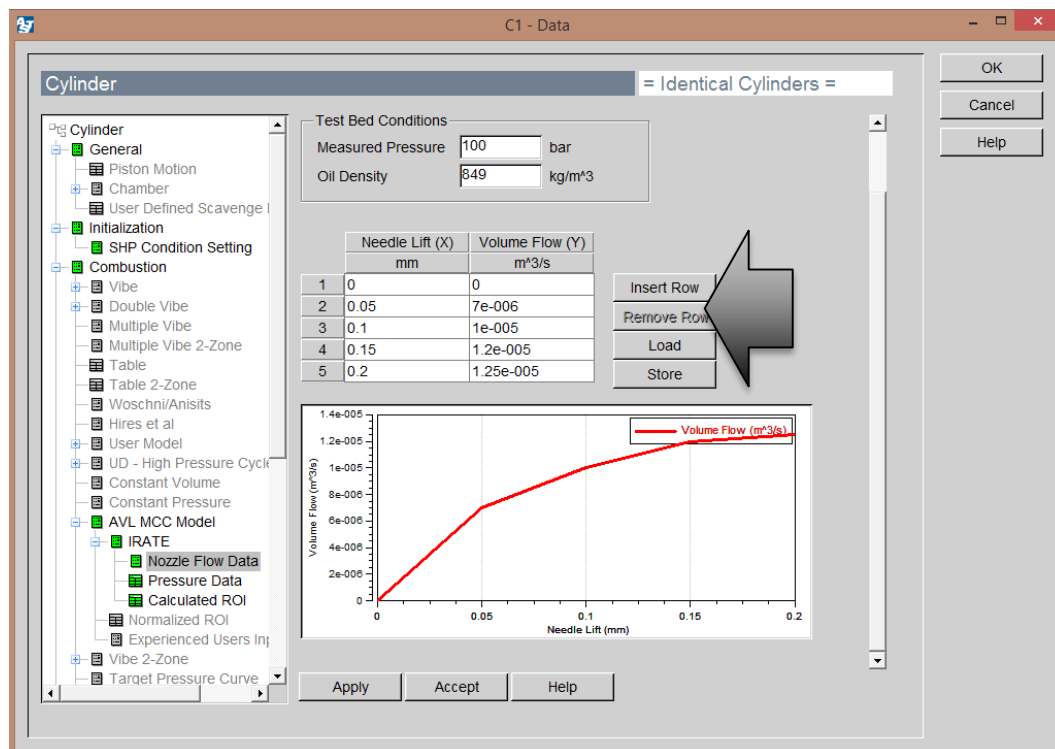 C1 - Data
Cylinder
= Identical Cylinders =
OK
Cancel
Help
Cylinder
General
Piston Motion
Chamber
User Defined Scavenge
Initialization
SHP Condition Setting
Combustion
Vibe
Double Vibe
Multiple Vibe
Multiple Vibe 2-Zone
Table
Table 2-Zone
Woschni/Anisits
Hires et al
User Model
UD - High Pressure Cycle
Constant Volume
Constant Pressure
AVL MCC Model
IRATE
Nozzle Flow Data
Pressure Data
Calculated ROI
Normalized ROI
Experienced Users Inp
Vibe 2-Zone
Target Pressure Curve
Test Bed Conditions
Measured Pressure 100 bar
Oil Density 849 kg/m^3
Needle Lift (X) Volume Flow (Y)
mm m^3/s
1 0 0
2 0.05 7e-006
3 0.1 1e-005
4 0.15 1.2e-005
5 0.2 1.25e-005
Insert Row
Remove Row
Load
Store
Volume Flow (m^3/s)
1.4e-005
1.2e-005
1e-005
8e-006
6e-006
4e-006
2e-006
0
Volume Flow (m^3/s)
0 0.05 0.1 0.15 0.2
Needle Lift (mm)
Apply Accept Help